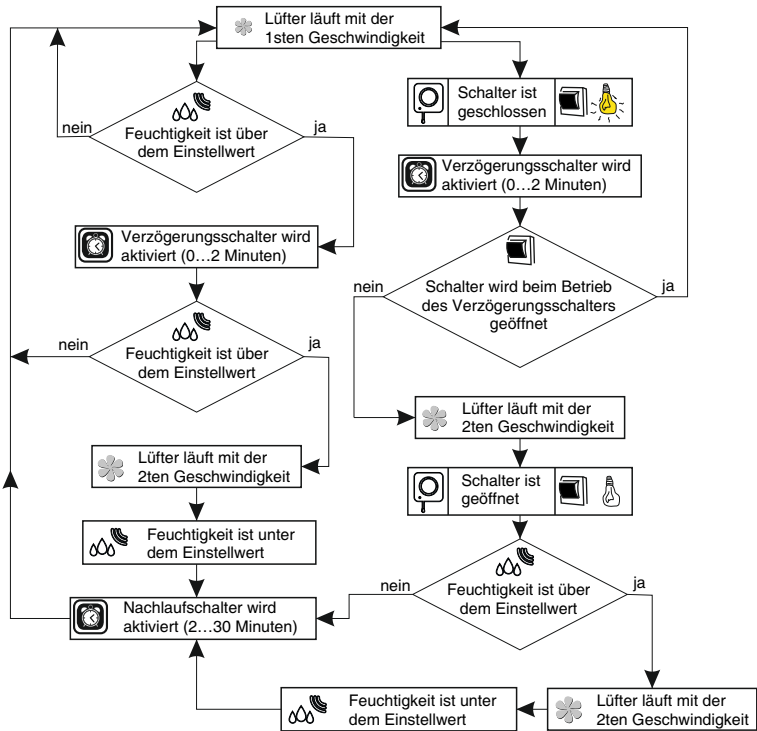 Lüfter läuft mit der
1sten Geschwindigkeit
Feuchtigkeit ist über
dem Einstellwert
nein
ja
Verzögerungsschalter wird
aktiviert (0...2 Minuten)
Feuchtigkeit ist über
dem Einstellwert
nein
ja
Lüfter läuft mit der
2ten Geschwindigkeit
Feuchtigkeit ist unter
dem Einstellwert
Nachlaufschalter wird
aktiviert (2...30 Minuten)
Schalter ist
geschlossen
Verzögerungsschalter wird
aktiviert (0...2 Minuten)
nein
ja
Schalter wird beim Betrieb
des Verzögerungsschalters
geöffnet
Lüfter läuft mit der
2ten Geschwindigkeit
Schalter ist
geöffnet
nein
ja
Feuchtigkeit ist über
dem Einstellwert
Lüfter läuft mit der
2ten Geschwindigkeit
Feuchtigkeit ist unter
dem Einstellwert